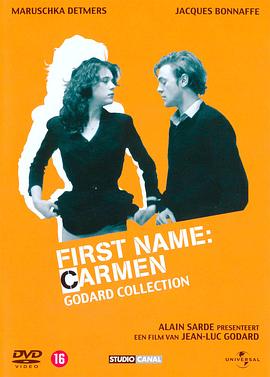 MARUSCHKA DETMERS JACQUES BONNAFFE
FIRST NAME:
CARMEN
GODARD COLLECTION
ALAIN SARDE PRESENTEERT
EEN FILM VAN JEAN-LUC GODARD
DVD
VIDEO
16
STUDIO CANAL
UNIVERSAL